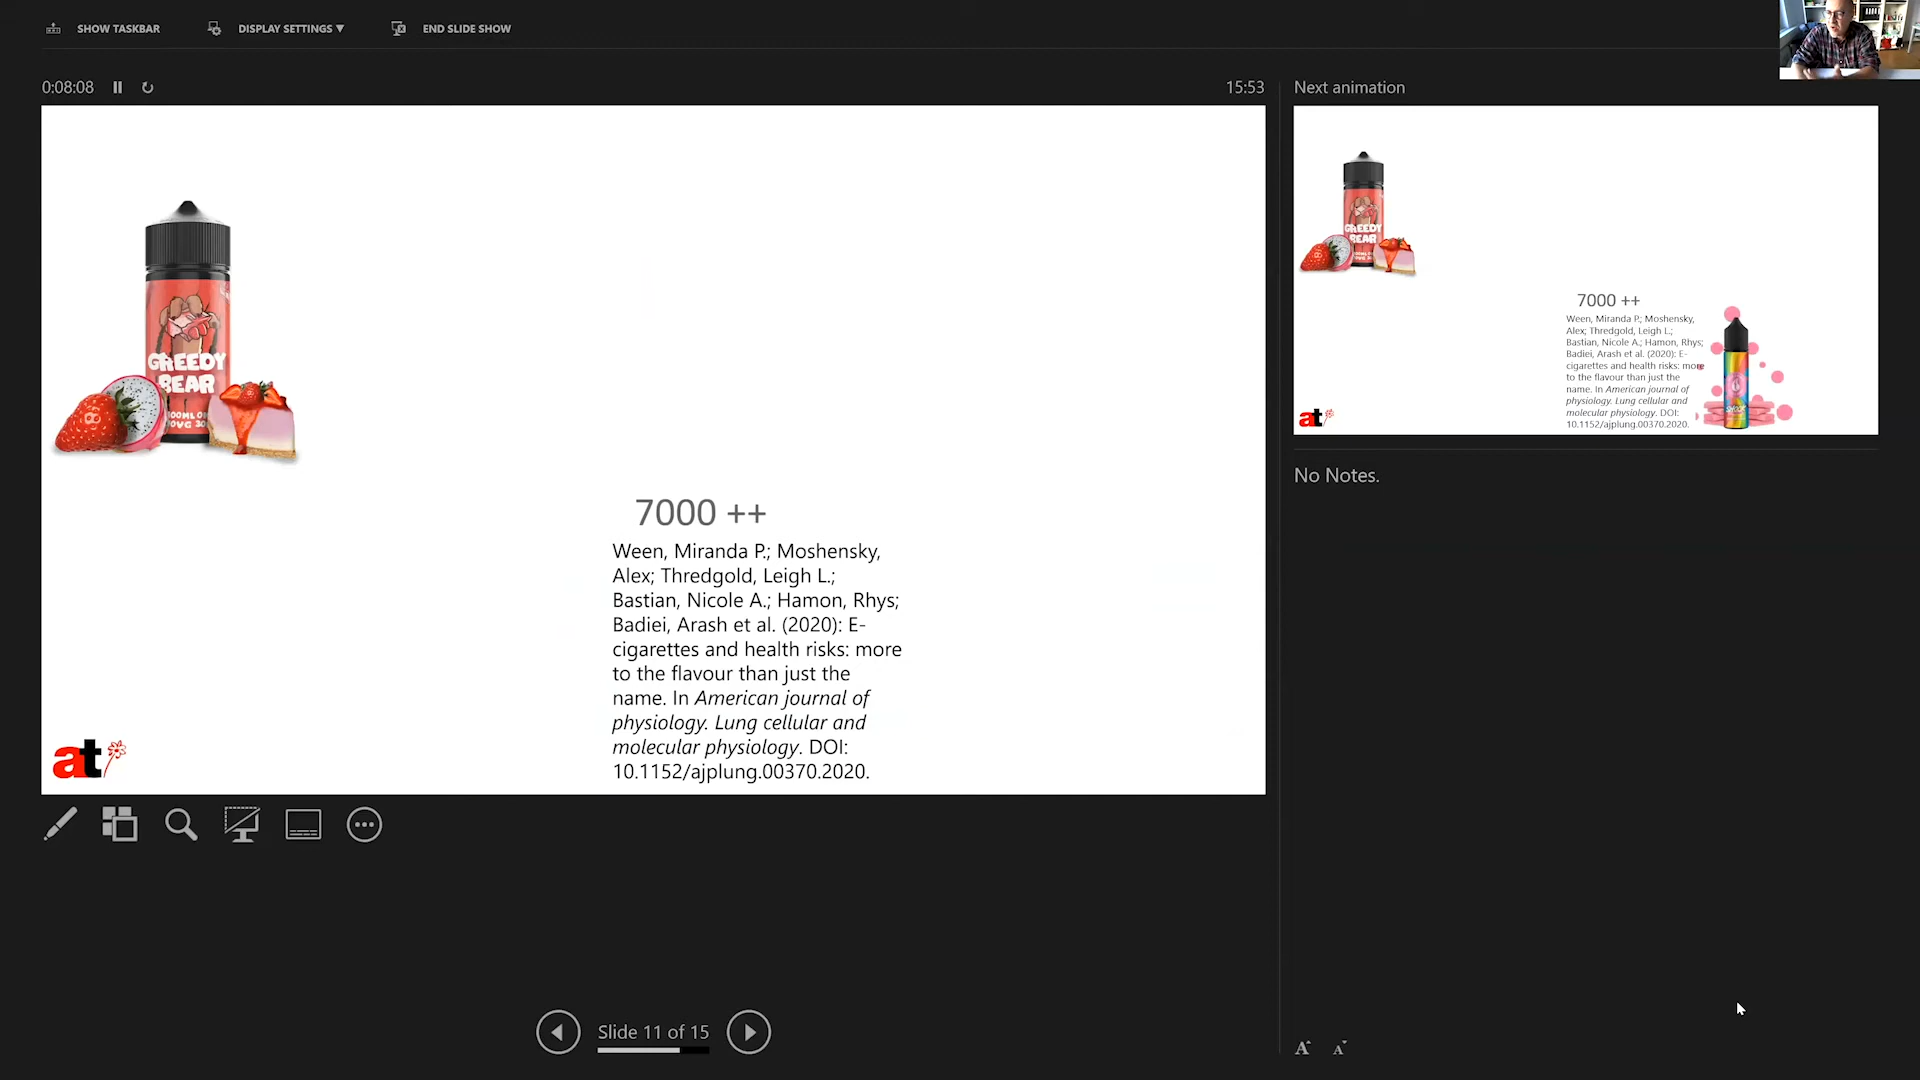 SHOW TASKBAR
DISPLAY SETTINGS ▼
END SLIDE SHOW
0:08:08
15:53
Next animation
GREEDY
BEAR
7000 ++
Ween, Miranda P.; Moshensky,
Alex; Thredgold, Leigh L.;
Bastian, Nicole A.; Hamon, Rhys;
Badiei, Arash et al. (2020): E-
cigarettes and health risks: more
to the flavour than just the
name. In American journal of
physiology. Lung cellular and
molecular physiology. DOI:
10.1152/ajplung.00370.2020.
at
GREEDY
BEAR
7000 ++
Ween, Miranda P.; Moshensky,
Alex; Thredgold, Leigh L.;
Bastian, Nicole A.; Hamon, Rhys;
Badiei, Arash et al. (2020): E-
cigarettes and health risks: more
to the flavour than just the
name. In American journal of
physiology. Lung cellular and
molecular physiology. DOI:
10.1152/ajplung.00370.2020.
at
No Notes.
Slide 11 of 15
A A